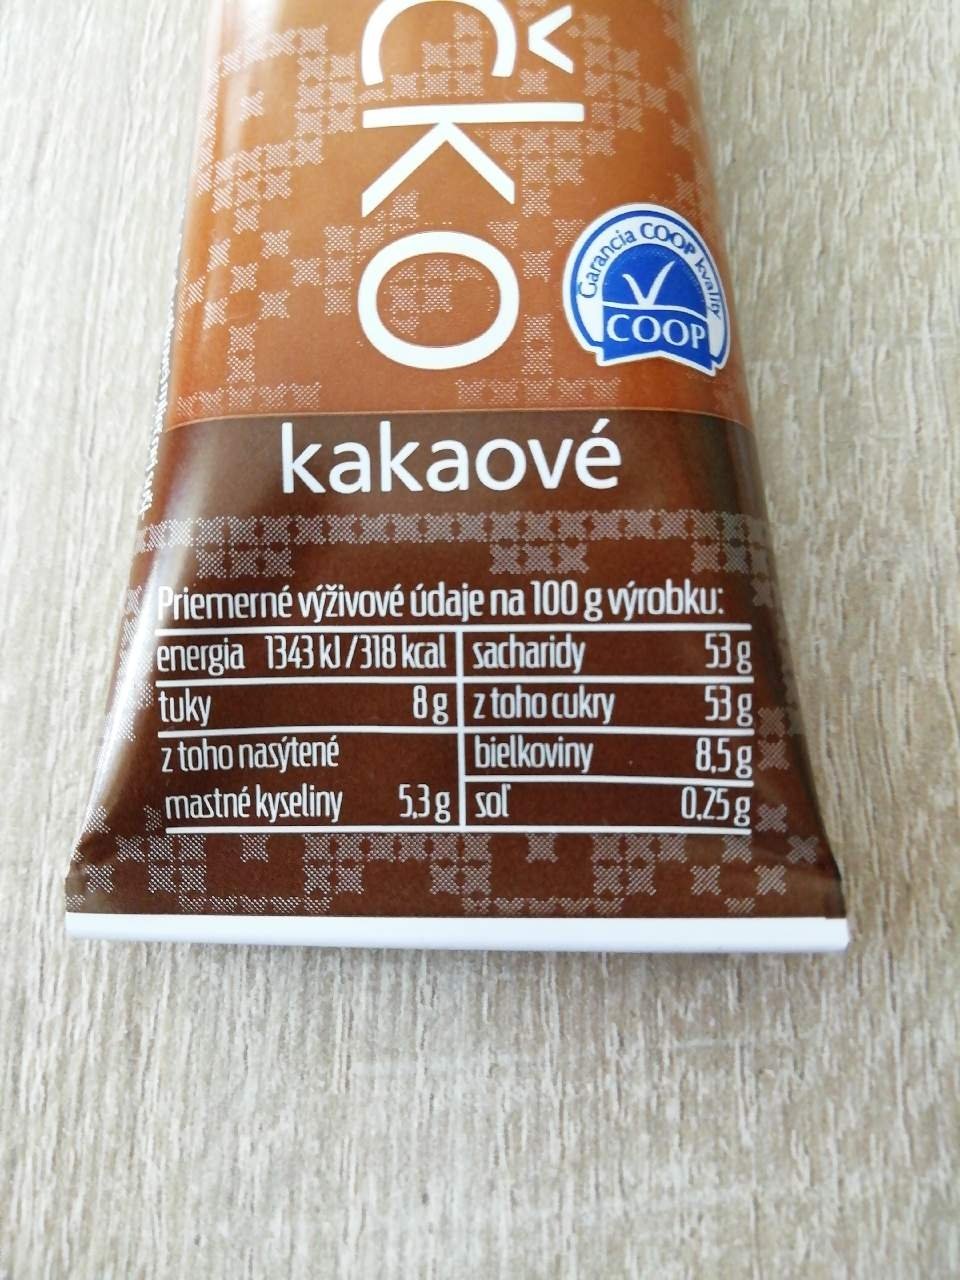 ČKO
Garancia COOP kvality
COOP
kakaové
Priemerné výživové údaje na 100 g výrobku:
energia 1343 kJ/318 kcal
tuky 8 g
z toho nasýtené
mastné kyseliny 5,3 g
sacharidy 53 g
z toho cukry 53 g
bielkoviny 8,5 g
soľ 0,25 g